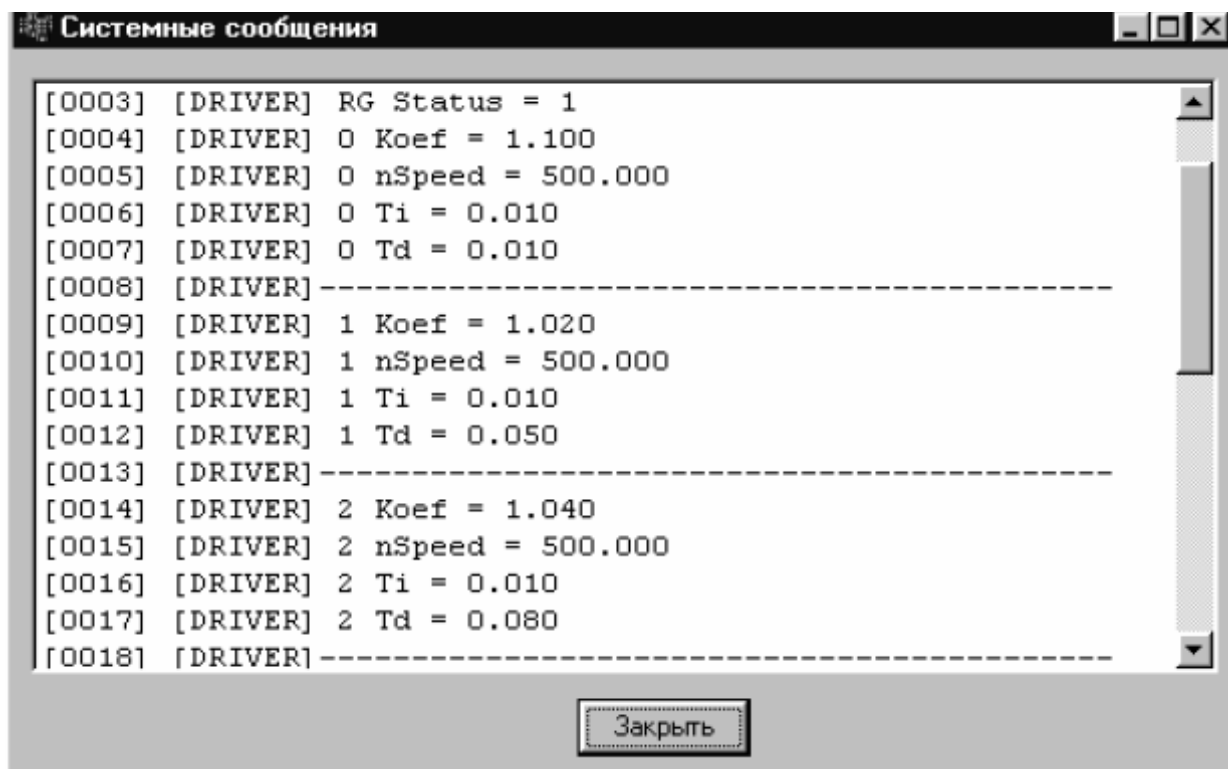 Системные сообщения
[0003] [DRIVER] RG Status = 1
[0004] [DRIVER] 0 Koef = 1.100
[0005] [DRIVER] 0 nSpeed = 500.000
[0006] [DRIVER] 0 Ti = 0.010
[0007] [DRIVER] 0 Td = 0.010
[0008] [DRIVER]--------------------------------------------
[0009] [DRIVER] 1 Koef = 1.020
[0010] [DRIVER] 1 nSpeed = 500.000
[0011] [DRIVER] 1 Ti = 0.010
[0012] [DRIVER] 1 Td = 0.050
[0013] [DRIVER]--------------------------------------------
[0014] [DRIVER] 2 Koef = 1.040
[0015] [DRIVER] 2 nSpeed = 500.000
[0016] [DRIVER] 2 Ti = 0.010
[0017] [DRIVER] 2 Td = 0.080
[0018] [DRIVER]--------------------------------------------
Закрыть